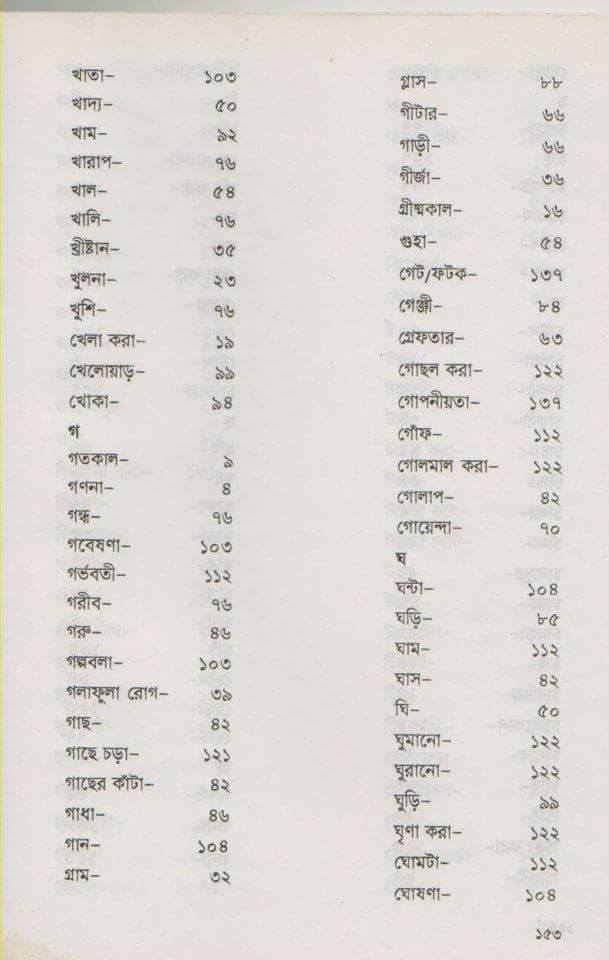 খাতা– ১০৩
খাদ্য– ৫০
খাম– ৯২
খারাপ– ৭৬
খাল– ৫৪
খালি– ৭৬
খ্রীষ্টান– ৩৫
খুলনা– ২৩
খুশি– ৭৬
খেলা করা– ১৯
খেলোয়াড়– ৯৯
খোকা– ৯৪
গ
গতকাল– ৯
গণনা– ৪
গন্ধ– ৭৬
গবেষণা– ১০৩
গর্ভবতী– ১১২
গরীব– ৭৬
গরু– ৪৬
গল্পবলা– ১০৩
গলাফুলা রোগ– ৩৯
গাছ– ৪২
গাছে চড়া– ১২১
গাছের কাঁটা– ৪২
গাধা– ৪৬
গান– ১০৪
গ্রাম– ৩২
গ্লাস– ৮৮
গীটার– ৬৬
গাড়ী– ৬৬
গীর্জা– ৩৬
গ্রীষ্মকাল– ১৬
গুহা– ৫৪
গেট/ফটক– ১৩৭
গেঞ্জী– ৮৪
গ্রেফতার– ৬৩
গোছল করা– ১২২
গোপনীয়তা– ১৩৭
গোঁফ– ১১২
গোলমাল করা– ১২২
গোলাপ– ৪২
গোয়েন্দা– ৭০
ঘ
ঘন্টা– ১০৪
ঘড়ি– ৮৫
ঘাম– ১১২
ঘাস– ৪২
ঘি– ৫০
ঘুমানো– ১২২
ঘুরানো– ১২২
ঘুড়ি– ৯৯
ঘৃণা করা– ১২২
ঘোমটা– ১১২
ঘোষণা– ১০৪
১৫৩